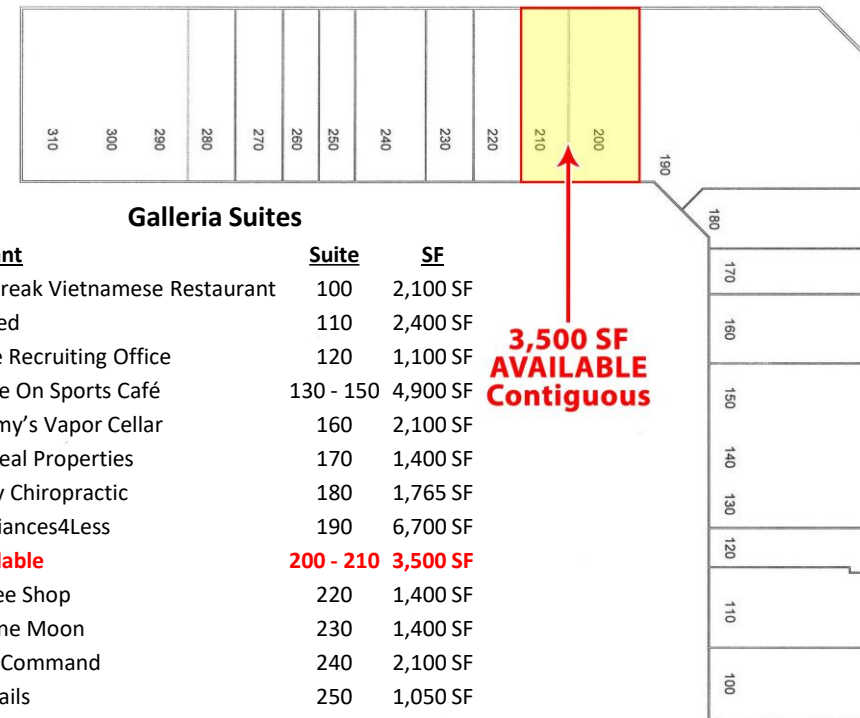 310 300 290 280 270 260 250 240 230 220 210 200 190
180
170
160
150
140
130
120
110
100
3,500 SF
AVAILABLE
Contiguous
Galleria Suites
nt Suite SF
reak Vietnamese Restaurant 100 2,100 SF
ed 110 2,400 SF
e Recruiting Office 120 1,100 SF
e On Sports Café 130 - 150 4,900 SF
my’s Vapor Cellar 160 2,100 SF
eal Properties 170 1,400 SF
y Chiropractic 180 1,765 SF
iances4Less 190 6,700 SF
lable 200 - 210 3,500 SF
ee Shop 220 1,400 SF
ne Moon 230 1,400 SF
Command 240 2,100 SF
ails 250 1,050 SF